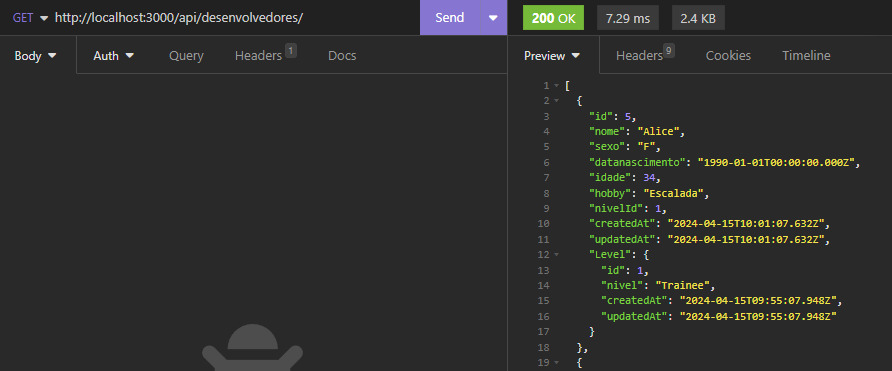 GET http://localhost:3000/api/desenvolvedores/ Send 200 OK 7.29 ms 2.4 KB
Body Auth Query Headers 1 Docs Preview Headers 9 Cookies Timeline
1 [
2 {
3 "id": 5,
4 "nome": "Alice",
5 "sexo": "F",
6 "datanascimento": "1990-01-01T00:00:00.000Z",
7 "idade": 34,
8 "hobby": "Escalada",
9 "nivelId": 1,
10 "createdAt": "2024-04-15T10:01:07.632Z",
11 "updatedAt": "2024-04-15T10:01:07.632Z",
12 "Level": {
13 "id": 1,
14 "nivel": "Trainee",
15 "createdAt": "2024-04-15T09:55:07.948Z",
16 "updatedAt": "2024-04-15T09:55:07.948Z"
17 }
18 },
19 {